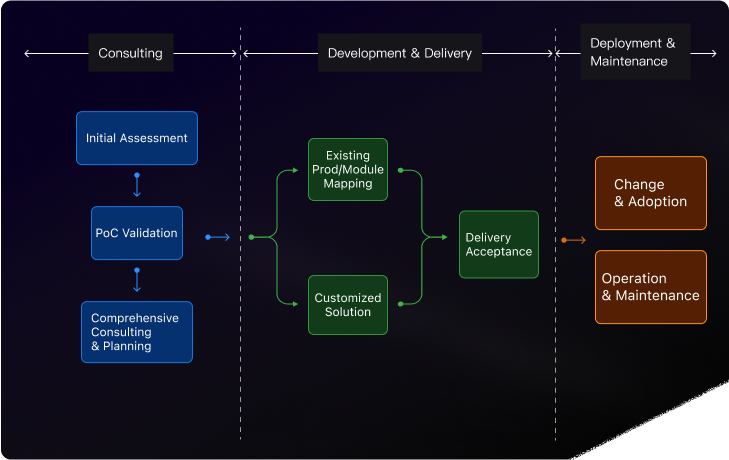 Consulting
Development & Delivery
Deployment &
Maintenance
Initial Assessment
PoC Validation
Comprehensive
Consulting
& Planning
Existing
Prod/Module
Mapping
Customized
Solution
Delivery
Acceptance
Change
& Adoption
Operation
& Maintenance